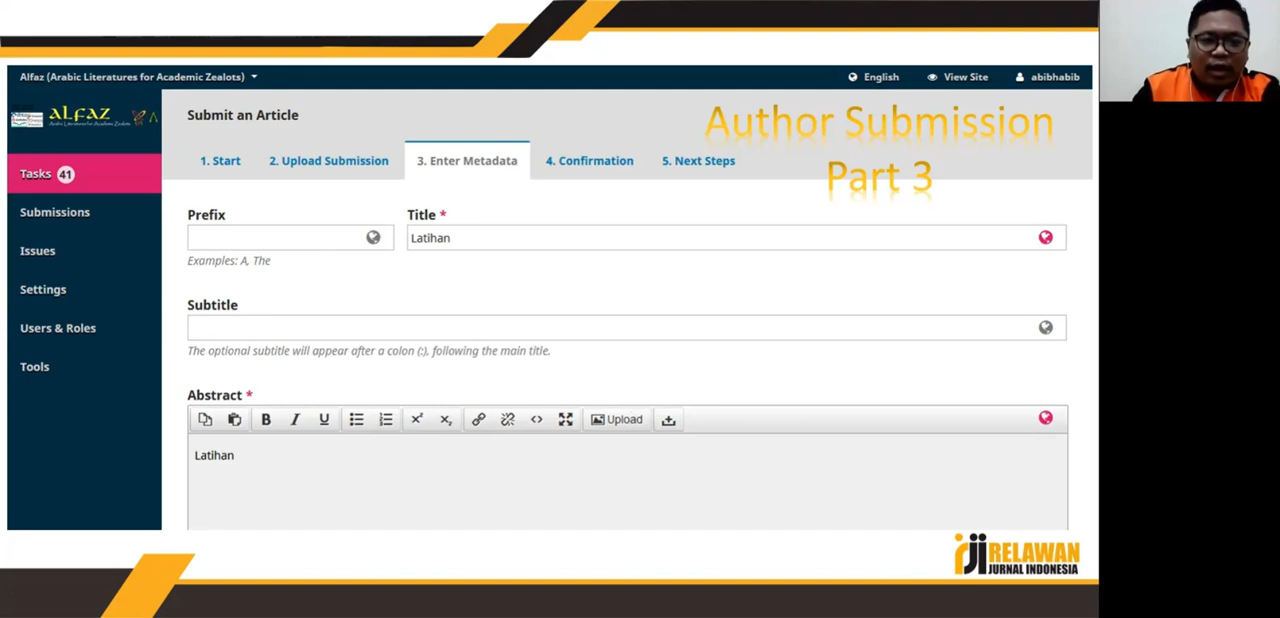 Alfaz (Arabic Literatures for Academic Zealots)
English
View Site
abibhabib
ALFAZ
Submit an Article
Author Submission
Part 3
1. Start
2. Upload Submission
3. Enter Metadata
4. Confirmation
5. Next Steps
Tasks 41
Submissions
Issues
Settings
Users & Roles
Tools
Prefix
Title *
Latihan
Examples: A, The
Subtitle
The optional subtitle will appear after a colon (:), following the main title.
Abstract *
Upload
Latihan
RELAWAN
JURNAL INDONESIA